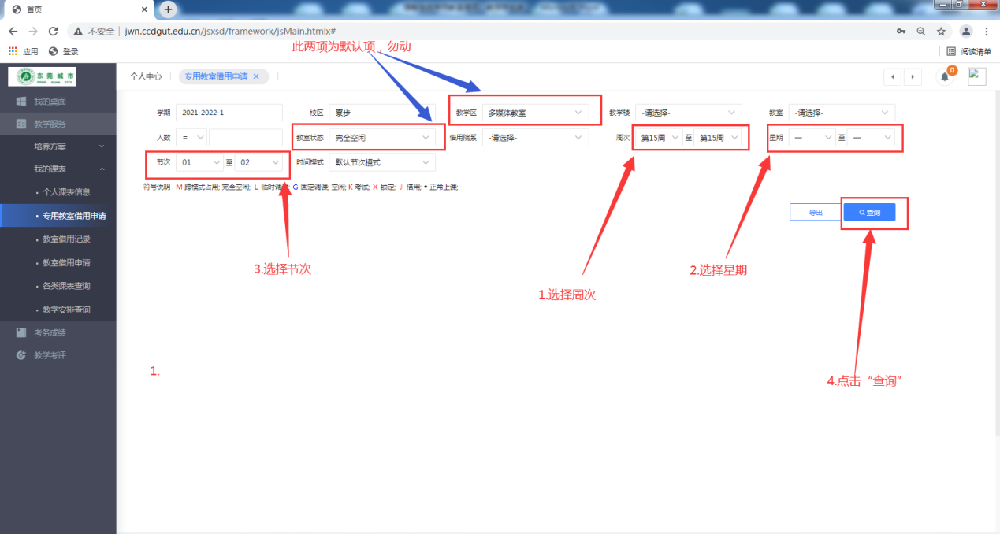 首页
不安全 jwn.ccdgut.edu.cn/jsxsd/framework/jsMain.htmlx#
应用 登录 阅读清单
此两项为默认项，勿动
东莞城市
DONG GUAN CITY
个人中心 专用教室借用申请 0
我的桌面
教学服务
培养方案
我的课表
个人课表信息
专用教室借用申请
教室借用记录
教室借用申请
各类课表查询
教学安排查询
考务成绩
教学考评
学期 2021-2022-1 校区 寮步 教学区 多媒体教室 教学楼 -请选择- 教室 -请选择-
人数 = 教室状态 完全空闲 借用院系 -请选择- 周次 第15周 至 第15周 星期 一 至 一
节次 01 至 02 时间模式 默认节次模式
符号说明 M 跨模式占用; 完全空闲; L 临时调课; G 固定调课; 空闲; K 考试; X 锁定; J 借用; • 正常上课;
导出 查询
3.选择节次
2.选择星期
1.选择周次
1.
4.点击“查询”